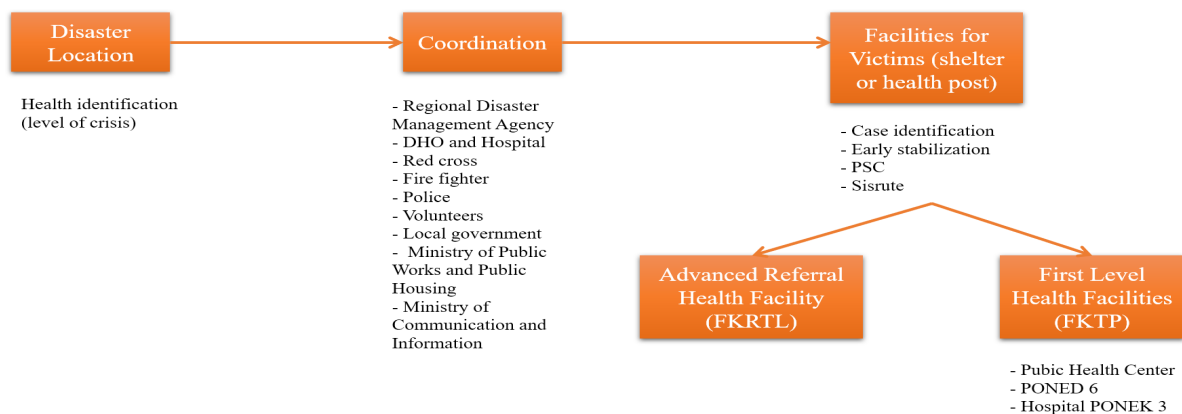 Disaster
Location
Health identification
(level of crisis)
Coordination
- Regional Disaster
Management Agency
- DHO and Hospital
- Red cross
- Fire fighter
- Police
- Volunteers
- Local government
- Ministry of Public
Works and Public
Housing
- Ministry of
Communication and
Information
Facilities for
Victims (shelter
or health post)
- Case identification
- Early stabilization
- PSC
- Sisrute
Advanced Referral
Health Facility
(FKRTL)
First Level
Health Facilities
(FKTP)
- Pubic Health Center
- PONED 6
- Hospital PONEK 3